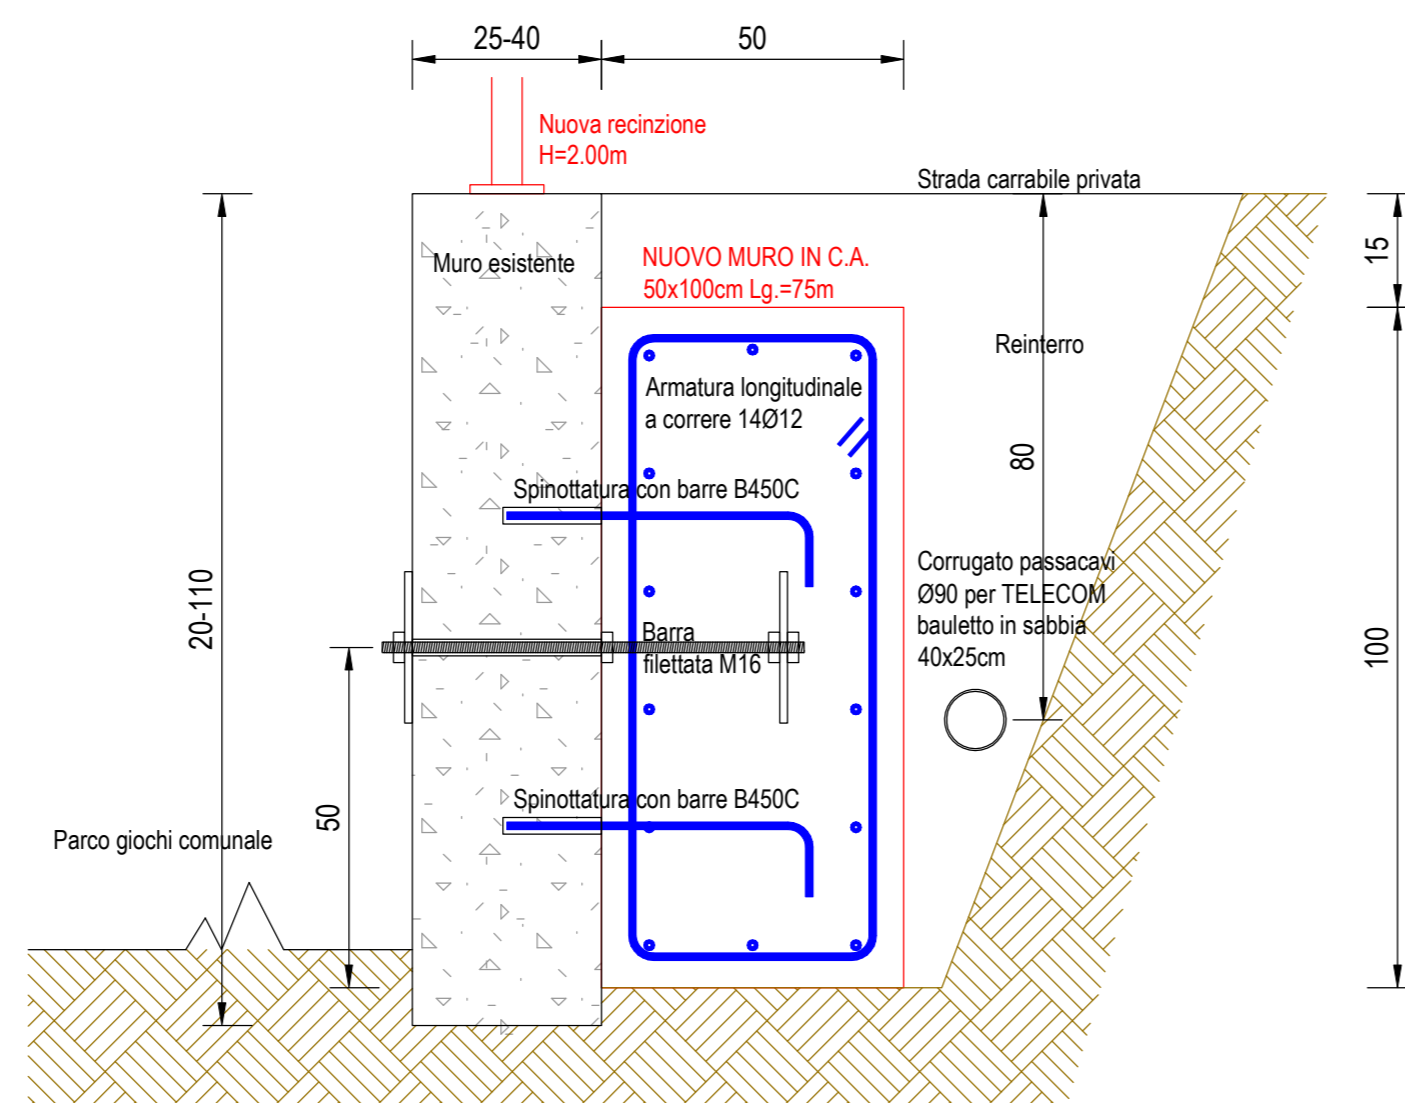 25-40
50
Nuova recinzione
H=2.00m
Strada carrabile privata
15
NUOVO MURO IN C.A.
50x100cm Lg.=75m
Muro esistente
Reinterro
Armatura longitudinale
a correre 14Ø12
80
Spinottatura con barre B450C
Corrugato passacavi
Ø90 per TELECOM
bauletto in sabbia
40x25cm
20-110
Barra
filettata M16
100
Spinottatura con barre B450C
50
Parco giochi comunale